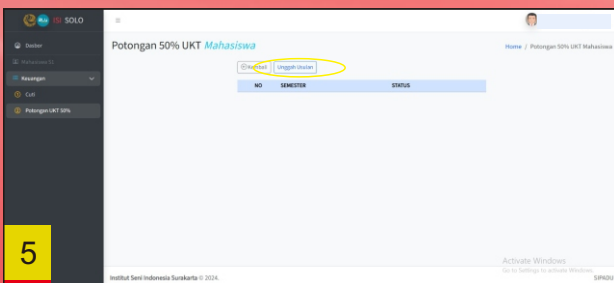 ISI SOLO
Potongan 50% UKT Mahasiswa
Home / Potongan 50% UKT Mahasiswa
Dasbor
Mahasiswa S1
Keuangan
Cuti
Potongan UKT 50%
Kembali
Unggah Usulan
NO SEMESTER STATUS
5
Activate Windows
Go to Settings to activate Windows.
Institut Seni Indonesia Surakarta © 2024.